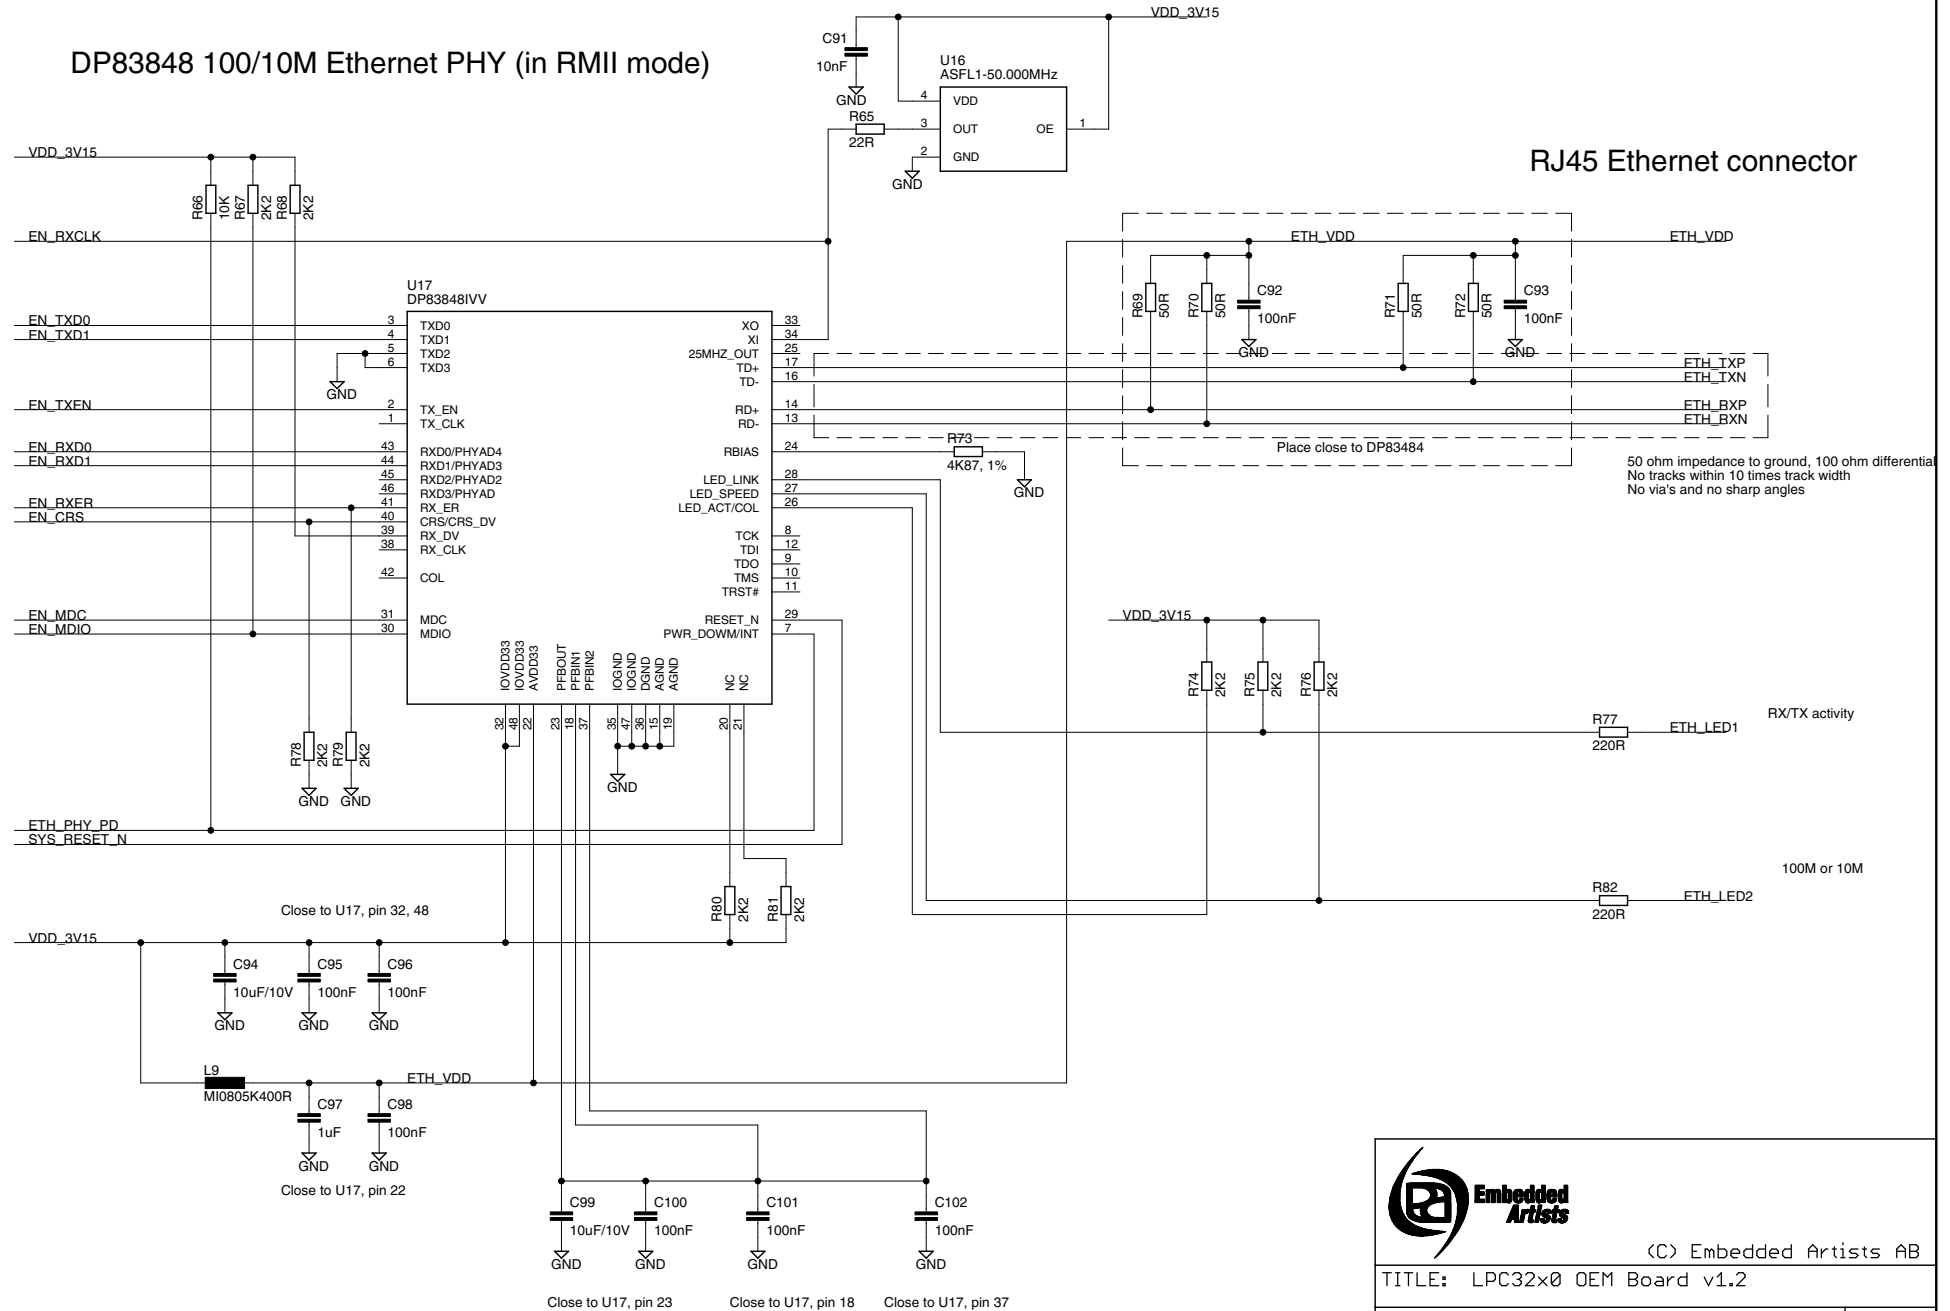 DP83848 100/10M Ethernet PHY (in RMII mode)
RJ45 Ethernet connector
VDD_3V15
C91
10nF
GND
U16
ASFL1-50.000MHz
4 VDD
3 OUT OE 1
2 GND
R65
22R
GND
VDD_3V15
R66
10K
R67
2K2
R68
2K2
EN_RXCLK
U17
DP83848IVV
EN_TXD0 3 TXD0
EN_TXD1 4 TXD1
5 TXD2
6 TXD3
GND
EN_TXEN 2 TX_EN
1 TX_CLK
EN_RXD0 43 RXD0/PHYAD4
EN_RXD1 44 RXD1/PHYAD3
45 RXD2/PHYAD2
46 RXD3/PHYAD
EN_RXER 41 RX_ER
EN_CRS 40 CRS/CRS_DV
39 RX_DV
38 RX_CLK
42 COL
EN_MDC 31 MDC
EN_MDIO 30 MDIO
XO 33
XI 34
25MHZ_OUT 25
TD+ 17
TD- 16
RD+ 14
RD- 13
RBIAS 24
LED_LINK 28
LED_SPEED 27
LED_ACT/COL 26
TCK 8
TDI 12
TDO 9
TMS 10
TRST# 11
RESET_N 29
PWR_DOWM/INT 7
IOVDD33 32
IOVDD33 48
AVDD33 22
PFBOUT 23
PFBIN1 18
PFBIN2 37
IOGND 35
IOGND 47
DGND 36
AGND 15
AGND 19
NC 20
NC 21
GND
R73
4K87, 1%
GND
ETH_VDD
ETH_VDD
R69
50R
R70
50R
C92
100nF
GND
R71
50R
R72
50R
C93
100nF
GND
ETH_TXP
ETH_TXN
ETH_RXP
ETH_RXN
Place close to DP83484
50 ohm impedance to ground, 100 ohm differential
No tracks within 10 times track width
No via's and no sharp angles
VDD_3V15
R74
2K2
R75
2K2
R76
2K2
R77
220R
ETH_LED1
RX/TX activity
R82
220R
ETH_LED2
100M or 10M
R78
2K2
GND
R79
2K2
GND
ETH_PHY_PD
SYS_RESET_N
R80
2K2
R81
2K2
Close to U17, pin 32, 48
VDD_3V15
C94
10uF/10V
GND
C95
100nF
GND
C96
100nF
GND
L9
MI0805K400R
ETH_VDD
C97
1uF
GND
C98
100nF
GND
Close to U17, pin 22
C99
10uF/10V
GND
C100
100nF
GND
C101
100nF
GND
C102
100nF
GND
Close to U17, pin 23
Close to U17, pin 18
Close to U17, pin 37
Embedded
Artists
(C) Embedded Artists AB
TITLE: LPC32x0 OEM Board v1.2